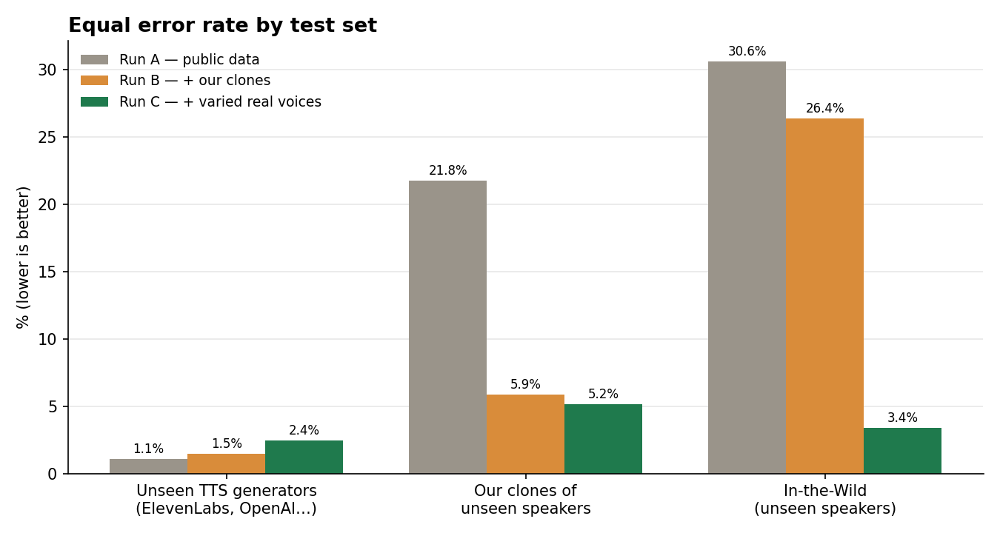 Equal error rate by test set
Run A — public data
Run B — + our clones
Run C — + varied real voices
% (lower is better)
30
25
20
15
10
5
0
1.1%
1.5%
2.4%
21.8%
5.9%
5.2%
30.6%
26.4%
3.4%
Unseen TTS generators
(ElevenLabs, OpenAI…)
Our clones of
unseen speakers
In-the-Wild
(unseen speakers)